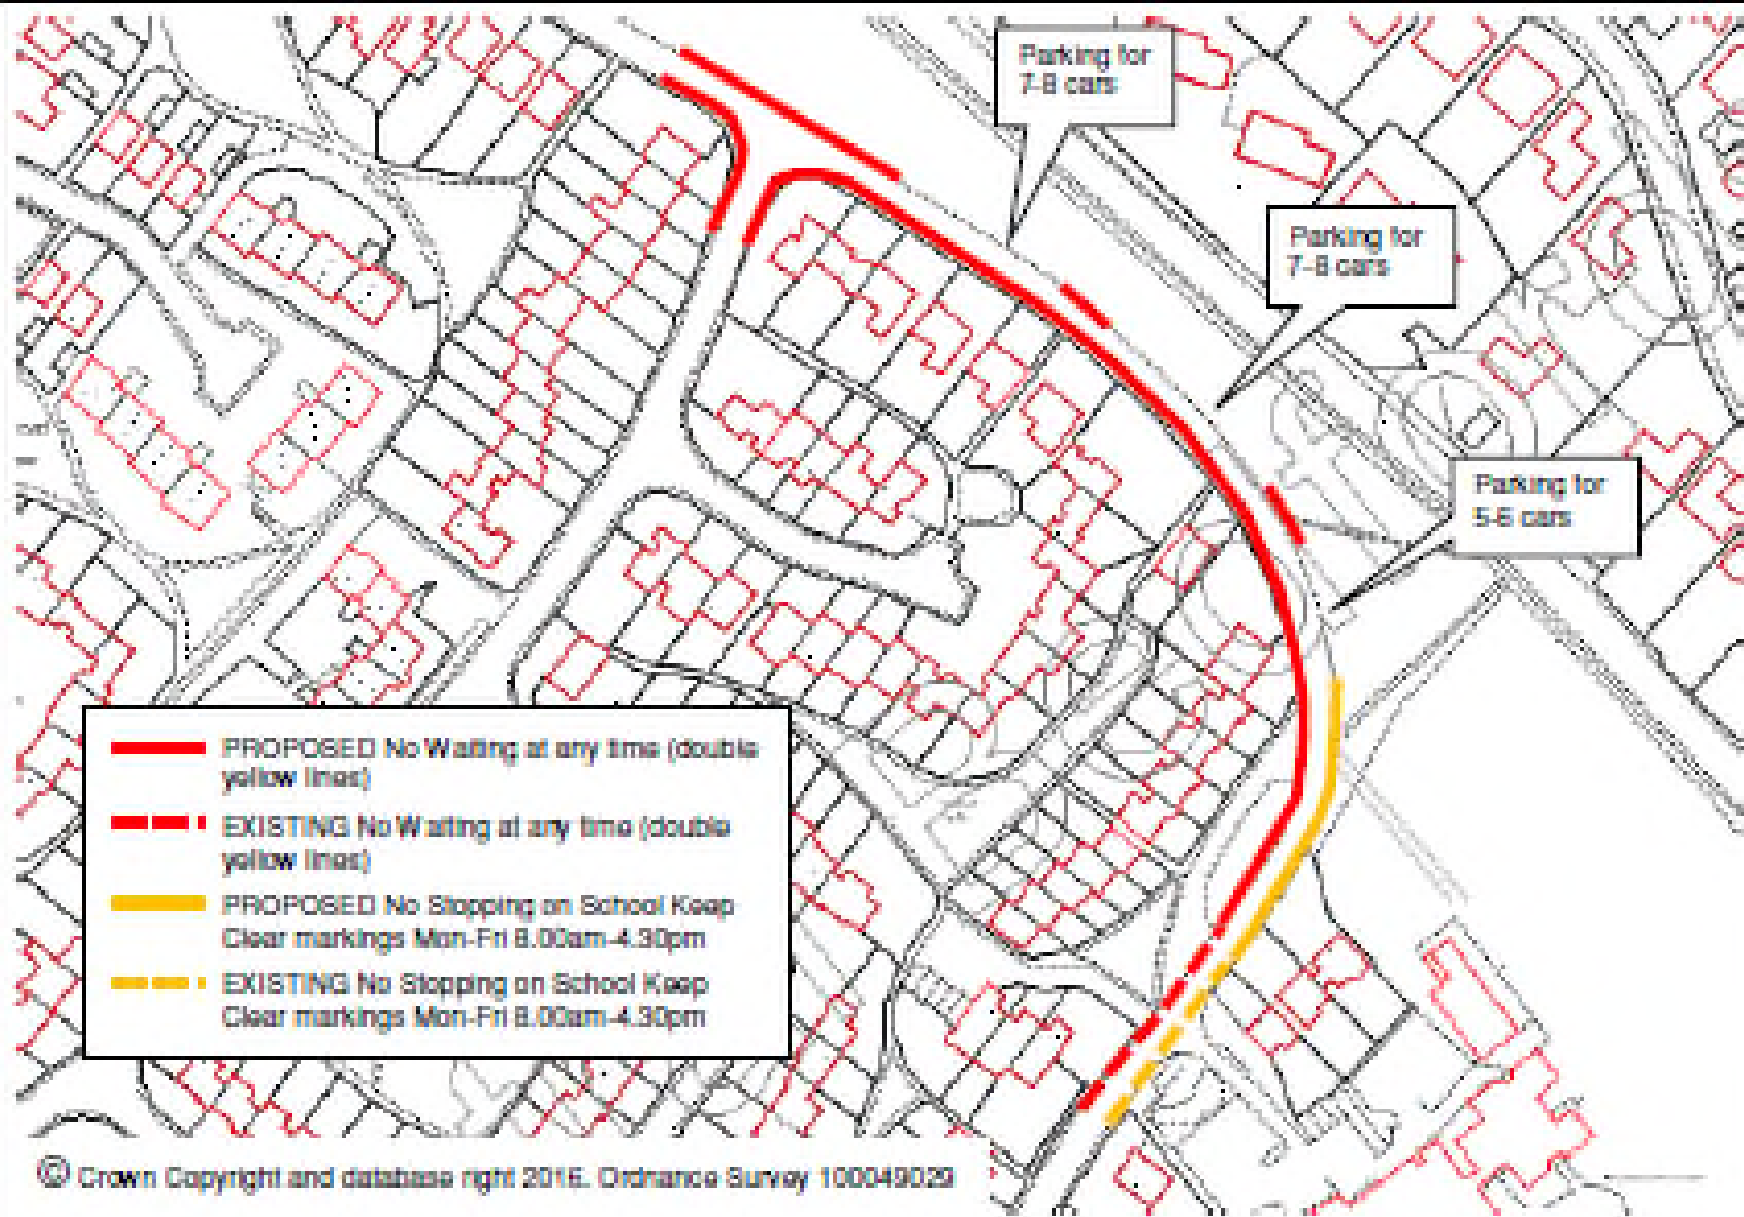 Parking for
7-8 cars
Parking for
7-8 cars
Parking for
5-6 cars
PROPOSED No Waiting at any time (double
yellow lines)
EXISTING No Waiting at any time (double
yellow lines)
PROPOSED No Stopping on School Keep
Clear markings Mon-Fri 8.00am-4.30pm
EXISTING No Stopping on School Keep
Clear markings Mon-Fri 8.00am-4.30pm
© Crown Copyright and database right 2016. Ordnance Survey 100049029